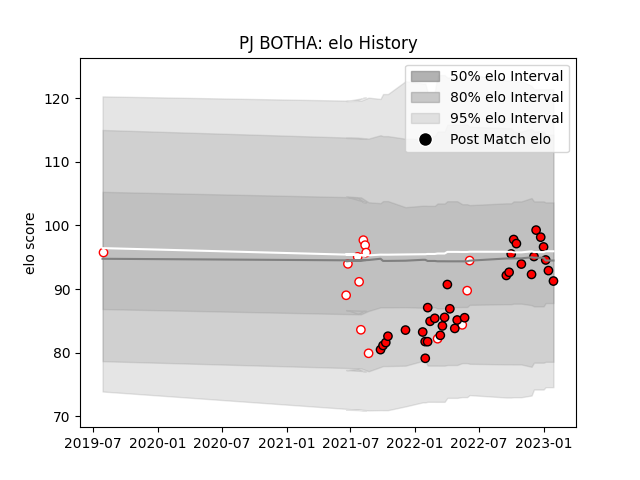 PJ BOTHA: elo History
50% elo Interval
80% elo Interval
95% elo Interval
Post Match elo
elo score
120
110
100
90
80
70
2019-07 2020-01 2020-07 2021-01 2021-07 2022-01 2022-07 2023-01